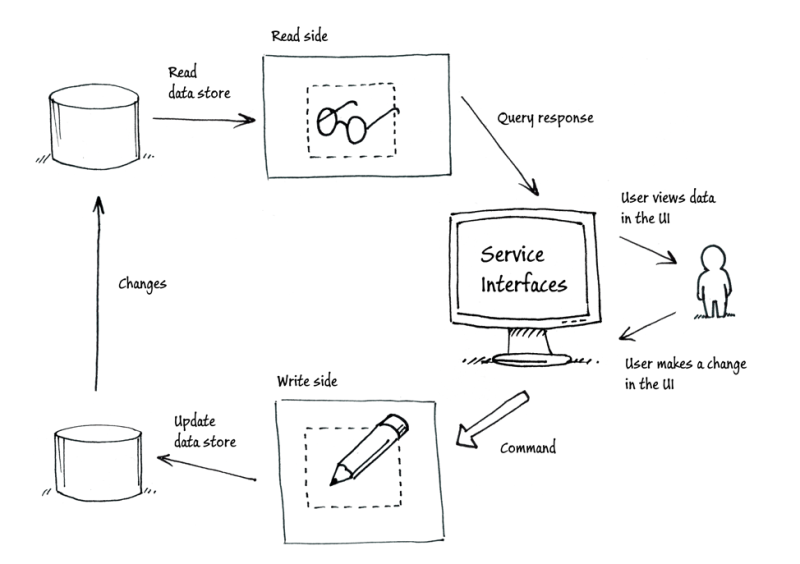 Read side
Read
data store
Query response
User views data
in the UI
Service
Interfaces
Changes
User makes a change
in the UI
Write side
Update
data store
Command